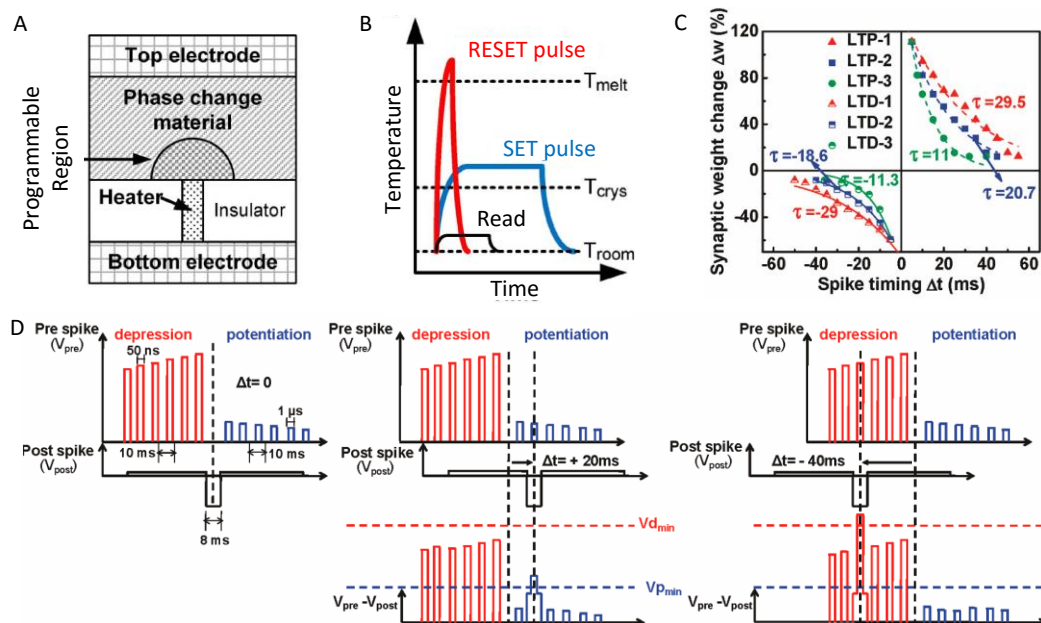 A
Top electrode
Phase change
material
Programmable
Region
Heater
Insulator
Bottom electrode
B
RESET pulse
T_melt
SET pulse
T_crys
Read
T_room
Temperature
Time
C
Synaptic weight change Δw (%)
120
80
40
0
-40
-80
LTP-1
LTP-2
LTP-3
LTD-1
LTD-2
LTD-3
τ =29.5
τ =11
τ =20.7
τ =-18.6
τ =-11.3
τ =-29
-60 -40 -20 0 20 40 60
Spike timing Δt (ms)
D
Pre spike
(V_pre)
depression
potentiation
50 ns
Δt= 0
1 µs
Post spike
(V_post)
10 ms
10 ms
8 ms
Pre spike
(V_pre)
depression
potentiation
Post spike
(V_post)
Δt= + 20ms
Vd_min
Vp_min
V_pre -V_post
Pre spike
(V_pre)
depression
potentiation
Post spike
(V_post)
Δt= - 40ms
V_pre -V_post